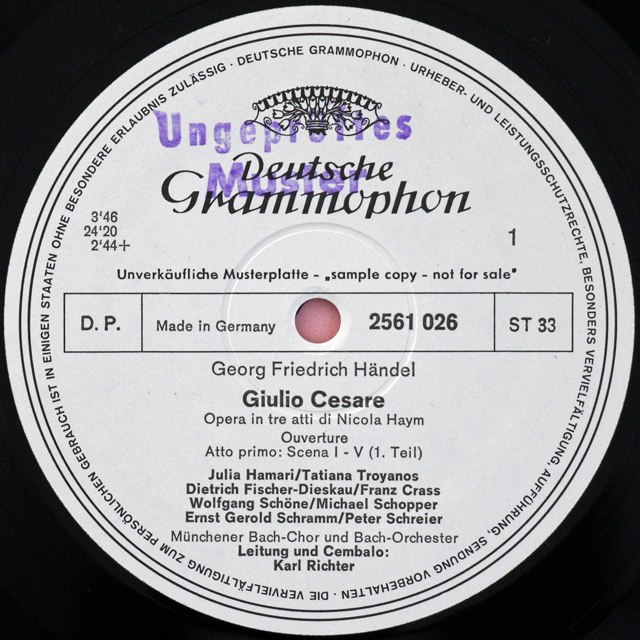 DIE VERVIELFÄLTIGUNG ZUM PERSÖNLICHEN GEBRAUCH IST IN EINIGEN STAATEN OHNE BESONDERE ERLAUBNIS ZULÄSSIG · DEUTSCHE GRAMMOPHON · URHEBER- UND LEISTUNGSSCHUTZRECHTE, BESONDERS VERVIELFÄLTIGUNG, AUFFÜHRUNG, SENDUNG VORBEHALTEN ·
Ungeprüftes
Muster
Deutsche
Grammophon
3'46
24'20
2'44+
1
Unverkäufliche Musterplatte - „sample copy - not for sale"
D. P.
Made in Germany
2561 026
ST 33
Georg Friedrich Händel
Giulio Cesare
Opera in tre atti di Nicola Haym
Ouverture
Atto primo: Scena I - V (1. Teil)
Julia Hamari/Tatiana Troyanos
Dietrich Fischer-Dieskau/Franz Crass
Wolfgang Schöne/Michael Schopper
Ernst Gerold Schramm/Peter Schreier
Münchener Bach-Chor und Bach-Orchester
Leitung und Cembalo:
Karl Richter